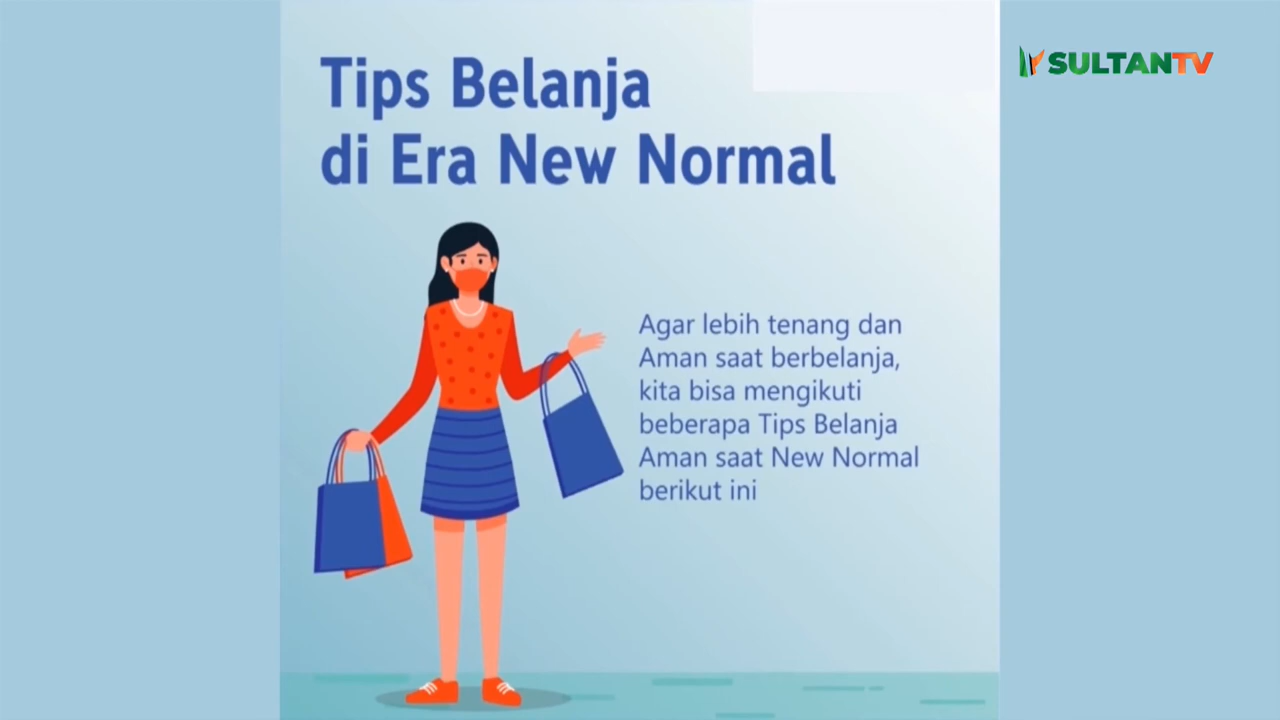 Tips Belanja
di Era New Normal
SULTANTV
Agar lebih tenang dan
Aman saat berbelanja,
kita bisa mengikuti
beberapa Tips Belanja
Aman saat New Normal
berikut ini